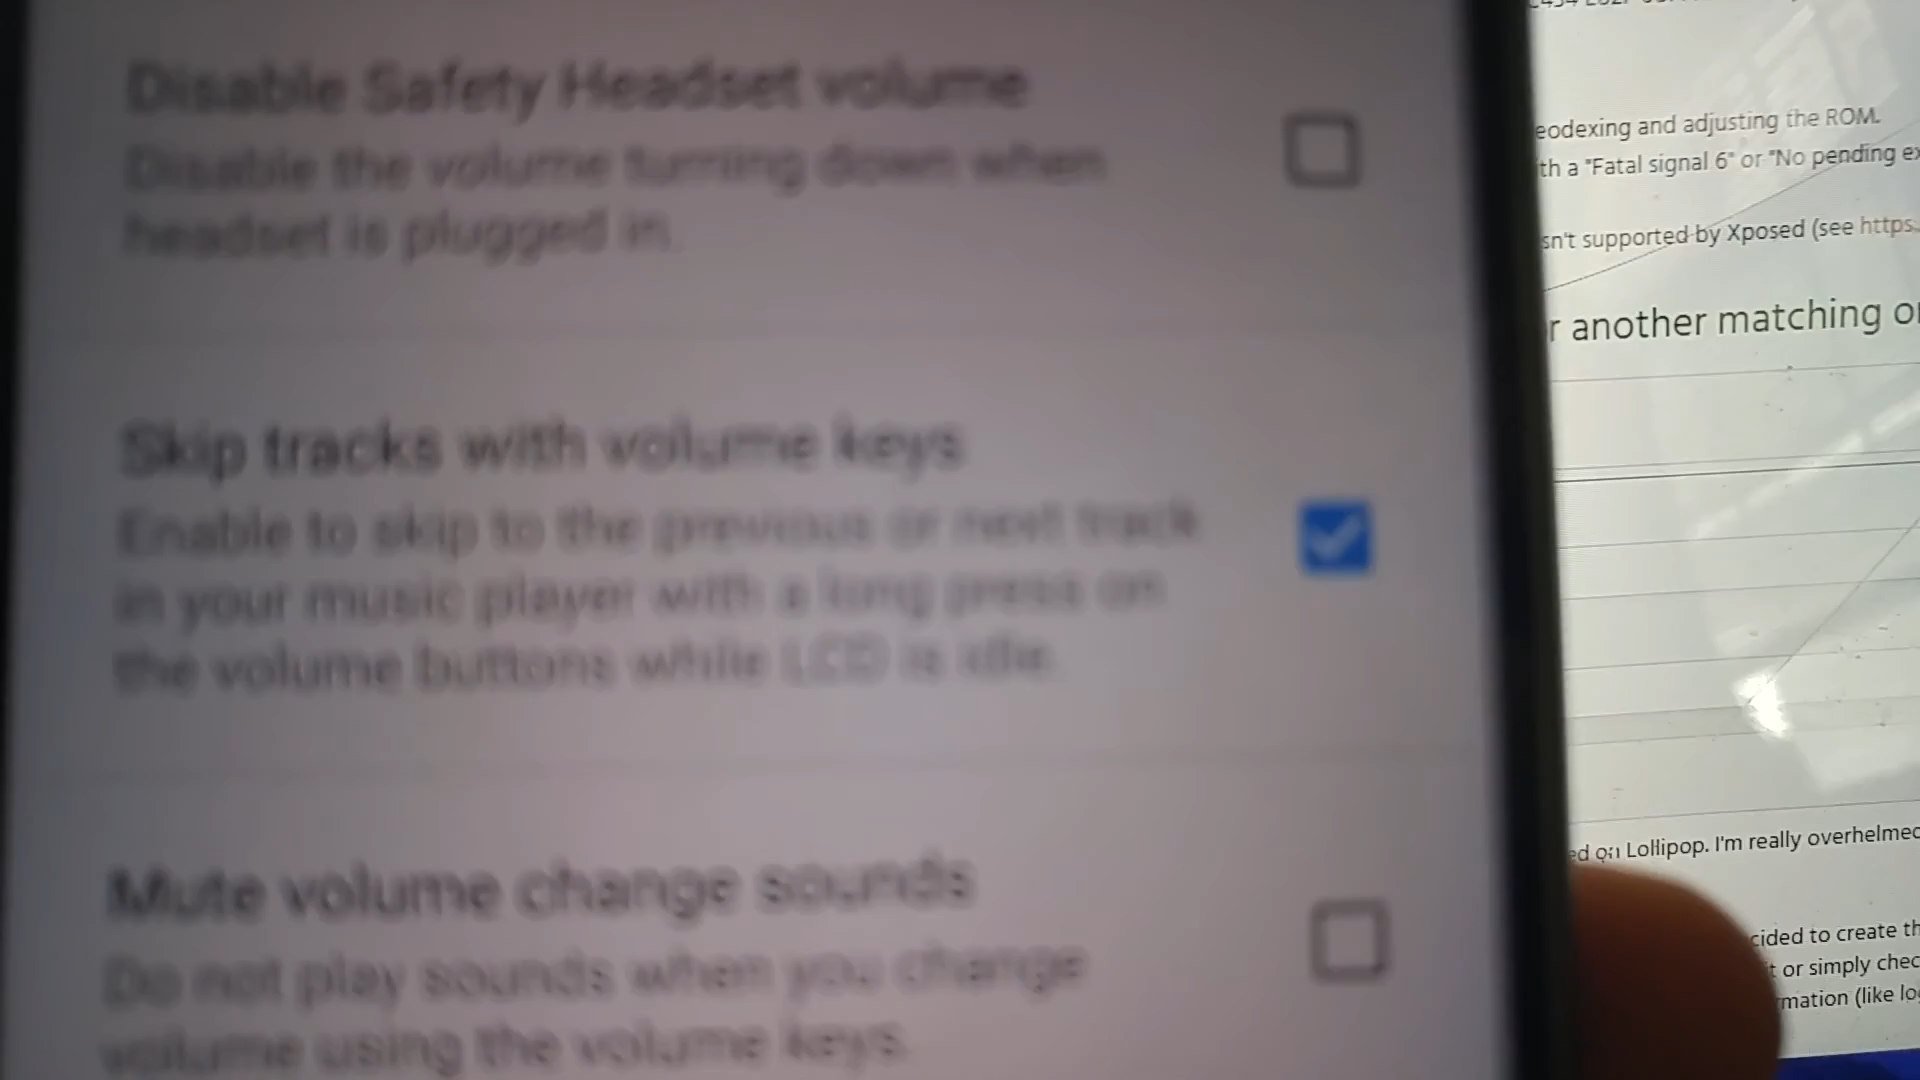 Disable Safety Headset volume
Disable the volume turning down when
headset is plugged in.
Skip tracks with volume keys
Enable to skip to the previous or next track
in your music player with a long press on
the volume buttons while LCD is idle.
Mute volume change sounds
Do not play sounds when you change
volume using the volume keys.
eodexing and adjusting the ROM.
th a "Fatal signal 6" or "No pending ex
sn't supported by Xposed (see https:
r another matching or
ed on Lollipop. I'm really overhelmed
cided to create th
t or simply chec
mation (like log